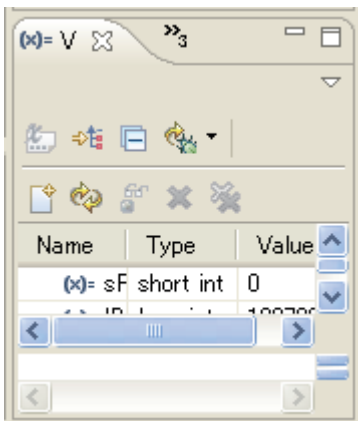 (x)= V
»3
Name Type Value
(x)= sF short int 0